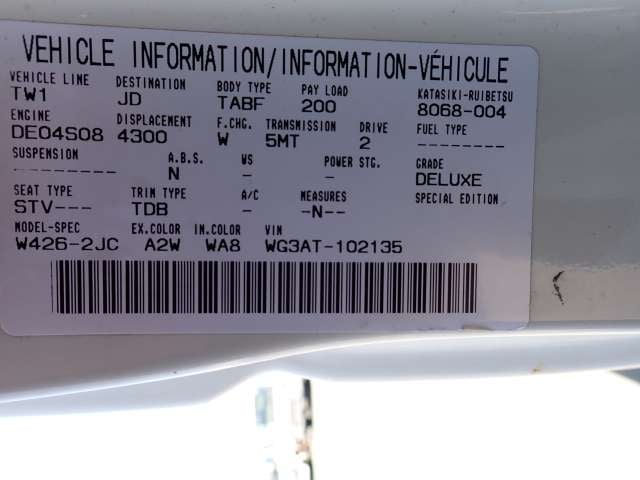 VEHICLE INFORMATION/INFORMATION-VÉHICULE
VEHICLE LINE DESTINATION BODY TYPE PAY LOAD KATASIKI-RUIBETSU
TW1 JD TABF 200 8068-004
ENGINE DISPLACEMENT F.CHG. TRANSMISSION DRIVE FUEL TYPE
DE04S08 4300 W 5MT 2 ---------
SUSPENSION A.B.S. WS POWER STG. GRADE
--------- N - - DELUXE
SEAT TYPE TRIM TYPE A/C MEASURES SPECIAL EDITION
STV--- TDB - -N--
MODEL-SPEC EX.COLOR IN.COLOR VIN
W426-2JC A2W WA8 WG3AT-102135